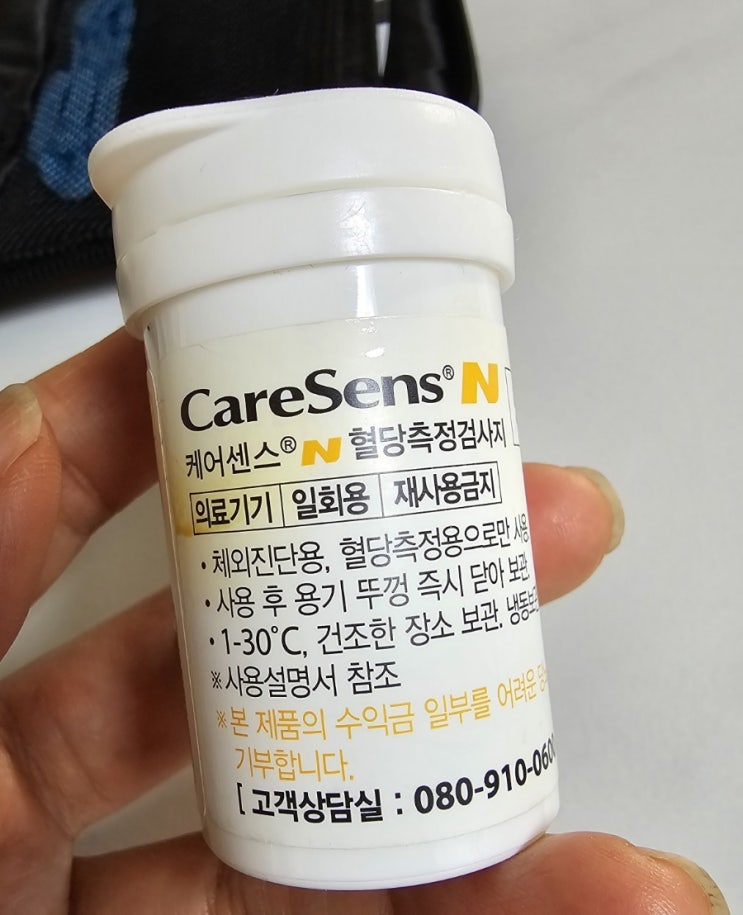 CareSens® N
케어센스® N 혈당측정검사지
의료기기 일회용 재사용금지
• 체외진단용, 혈당측정용으로만 사용
• 사용 후 용기 뚜껑 즉시 닫아 보관.
• 1-30°C, 건조한 장소 보관.
※ 사용설명서 참조
※ 본 제품의 수익금 일부를 어려운
기부합니다.
[ 고객상담실 : 080-910-060